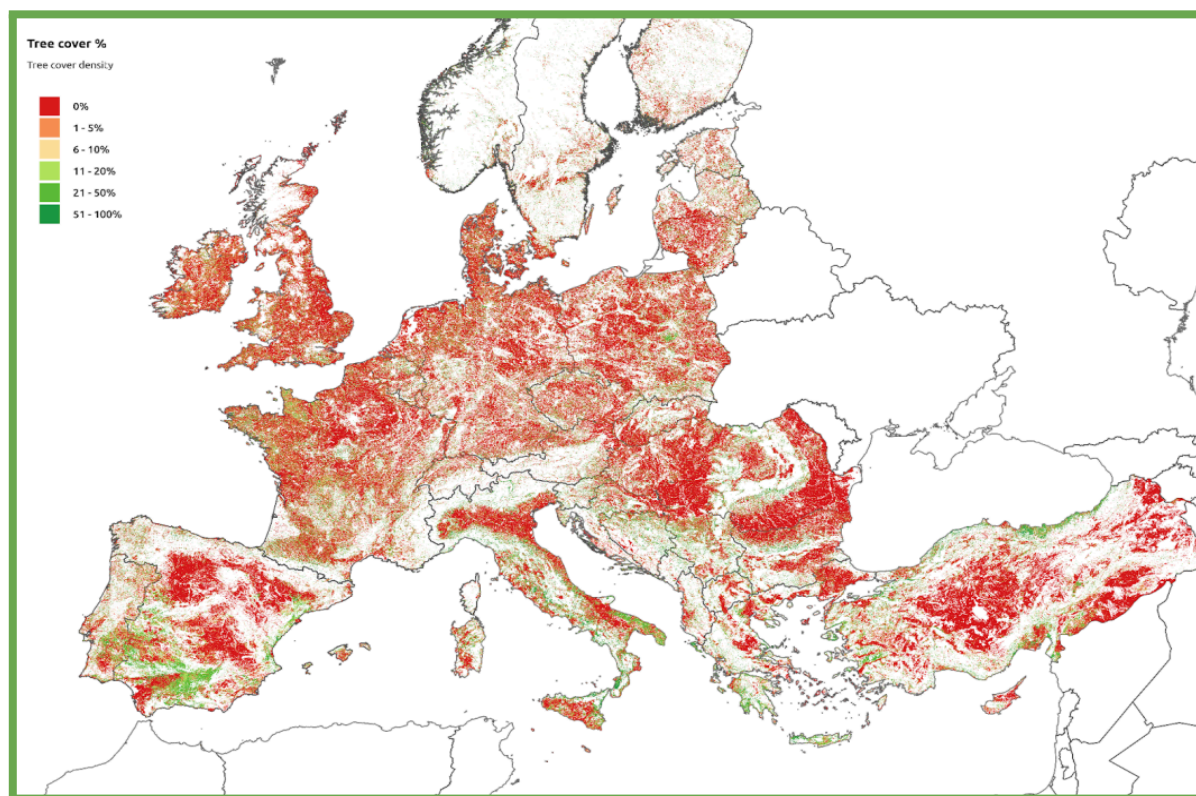 Tree cover %
Tree cover density
0%
1 - 5%
6 - 10%
11 - 20%
21 - 50%
51 - 100%